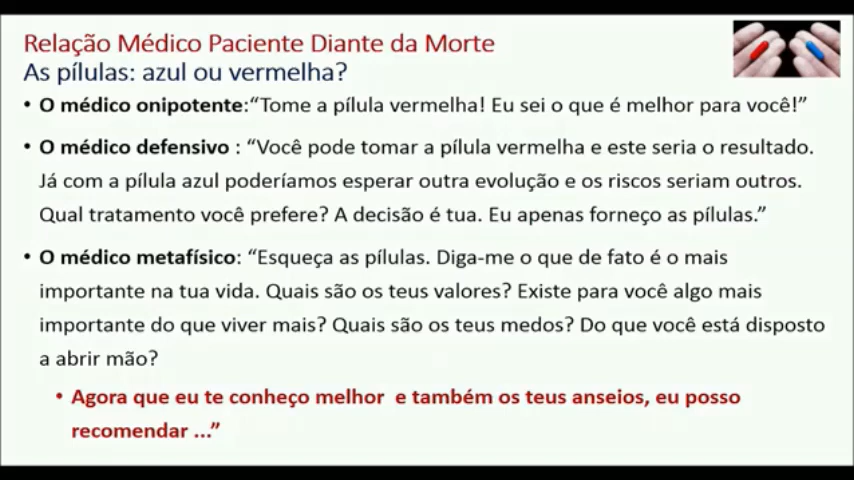 Relação Médico Paciente Diante da Morte
As pílulas: azul ou vermelha?
• O médico onipotente:“Tome a pílula vermelha! Eu sei o que é melhor para você!”
• O médico defensivo : “Você pode tomar a pílula vermelha e este seria o resultado.
Já com a pílula azul poderíamos esperar outra evolução e os riscos seriam outros.
Qual tratamento você prefere? A decisão é tua. Eu apenas forneço as pílulas.”
• O médico metafísico: “Esqueça as pílulas. Diga-me o que de fato é o mais
importante na tua vida. Quais são os teus valores? Existe para você algo mais
importante do que viver mais? Quais são os teus medos? Do que você está disposto
a abrir mão?
• Agora que eu te conheço melhor e também os teus anseios, eu posso
recomendar ...”